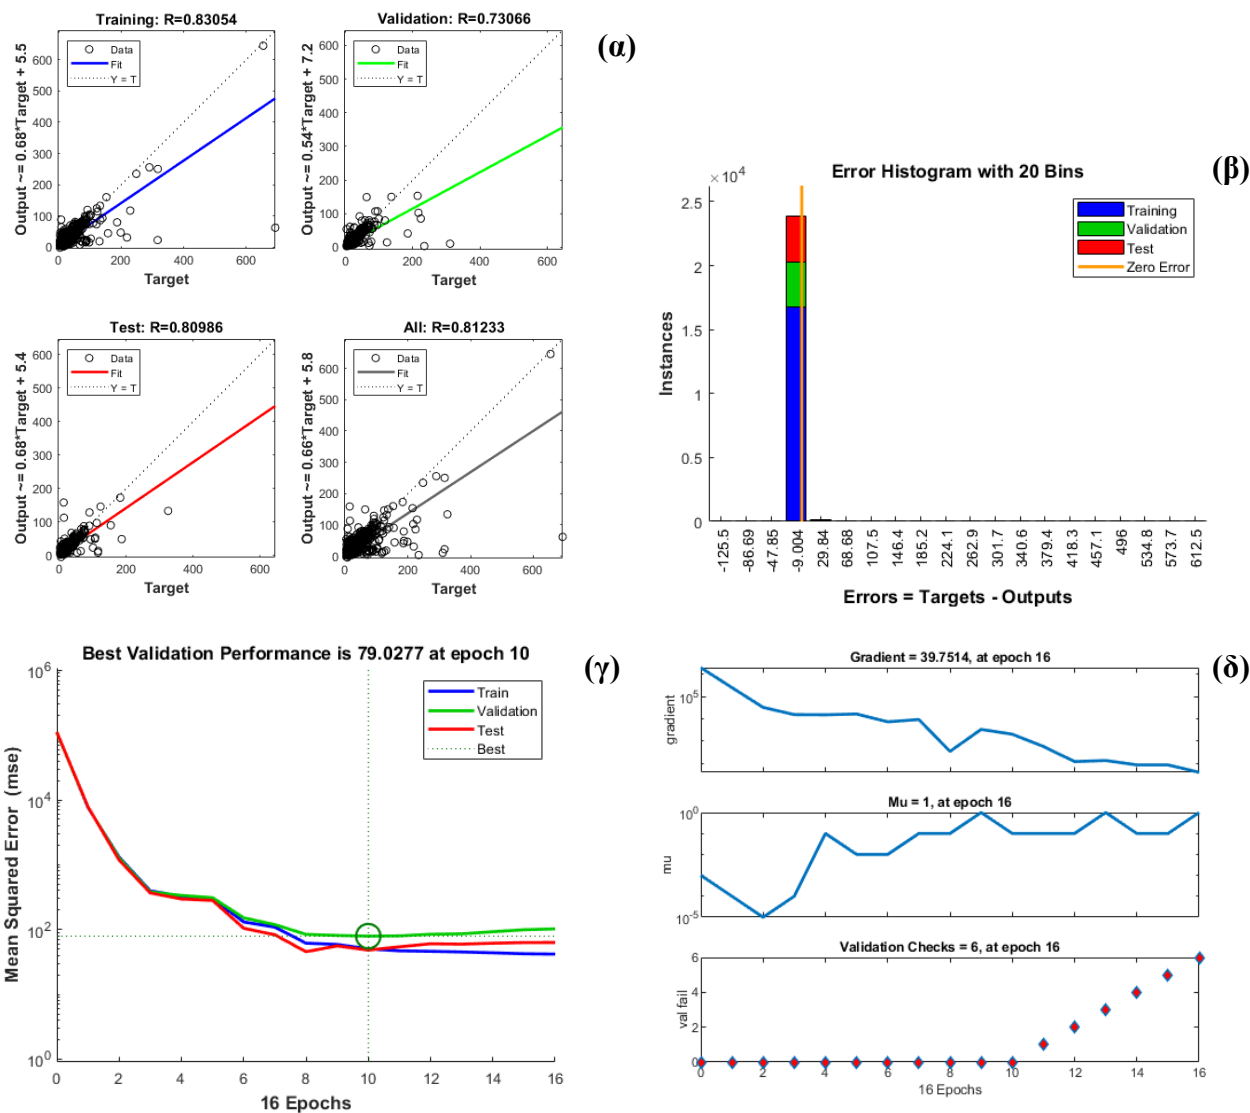 Training: R=0.83054
Output ~= 0.68*Target + 5.5
Data
Fit
Y = T
600
500
400
300
200
100
0
0 200 400 600
Target
Validation: R=0.73066
Output ~= 0.54*Target + 7.2
Data
Fit
Y = T
600
500
400
300
200
100
0
0 200 400 600
Target
(α)
Test: R=0.80986
Output ~= 0.68*Target + 5.4
Data
Fit
Y = T
600
500
400
300
200
100
0
0 200 400 600
Target
All: R=0.81233
Output ~= 0.66*Target + 5.8
Data
Fit
Y = T
600
500
400
300
200
100
0
0 200 400 600
Target
Error Histogram with 20 Bins
(β)
×10^4
Instances
2.5
2
1.5
1
0.5
0
Training
Validation
Test
Zero Error
-125.5
-86.69
-47.85
-9.004
29.84
68.68
107.5
146.4
185.2
224.1
262.9
301.7
340.6
379.4
418.3
457.1
496
534.8
573.7
612.5
Errors = Targets - Outputs
Best Validation Performance is 79.0277 at epoch 10
(γ)
Mean Squared Error (mse)
10^6
10^4
10^2
10^0
Train
Validation
Test
Best
0 2 4 6 8 10 12 14 16
16 Epochs
Gradient = 39.7514, at epoch 16
(δ)
gradient
10^5
Mu = 1, at epoch 16
mu
10^0
10^-5
Validation Checks = 6, at epoch 16
val fail
6
4
2
0
0 2 4 6 8 10 12 14 16
16 Epochs